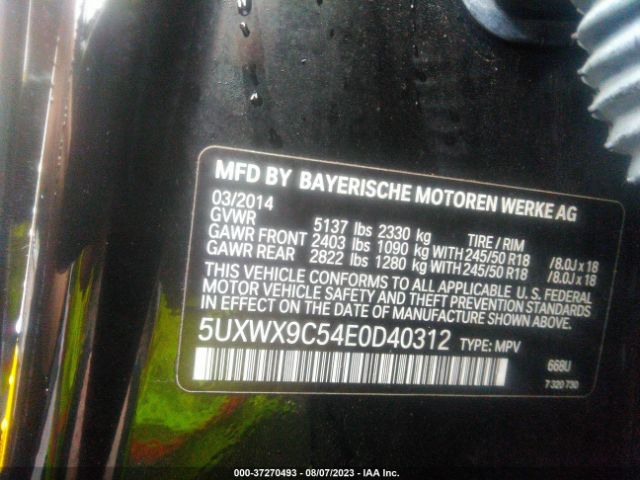 MFD BY BAYERISCHE MOTOREN WERKE AG
03/2014
GVWR 5137 lbs 2330 kg TIRE / RIM
GAWR FRONT 2403 lbs 1090 kg WITH 245/50 R18 /8.0J x 18
GAWR REAR 2822 lbs 1280 kg WITH 245/50 R18 /8.0J x 18
THIS VEHICLE CONFORMS TO ALL APPLICABLE U. S. FEDERAL
MOTOR VEHICLE SAFETY AND THEFT PREVENTION STANDARDS
IN EFFECT ON THE DATE OF MANUFACTURE SHOWN ABOVE.
5UXWX9C54E0D40312 TYPE: MPV
668U
7 320 730
000-37270493 - 08/07/2023 - IAA Inc.